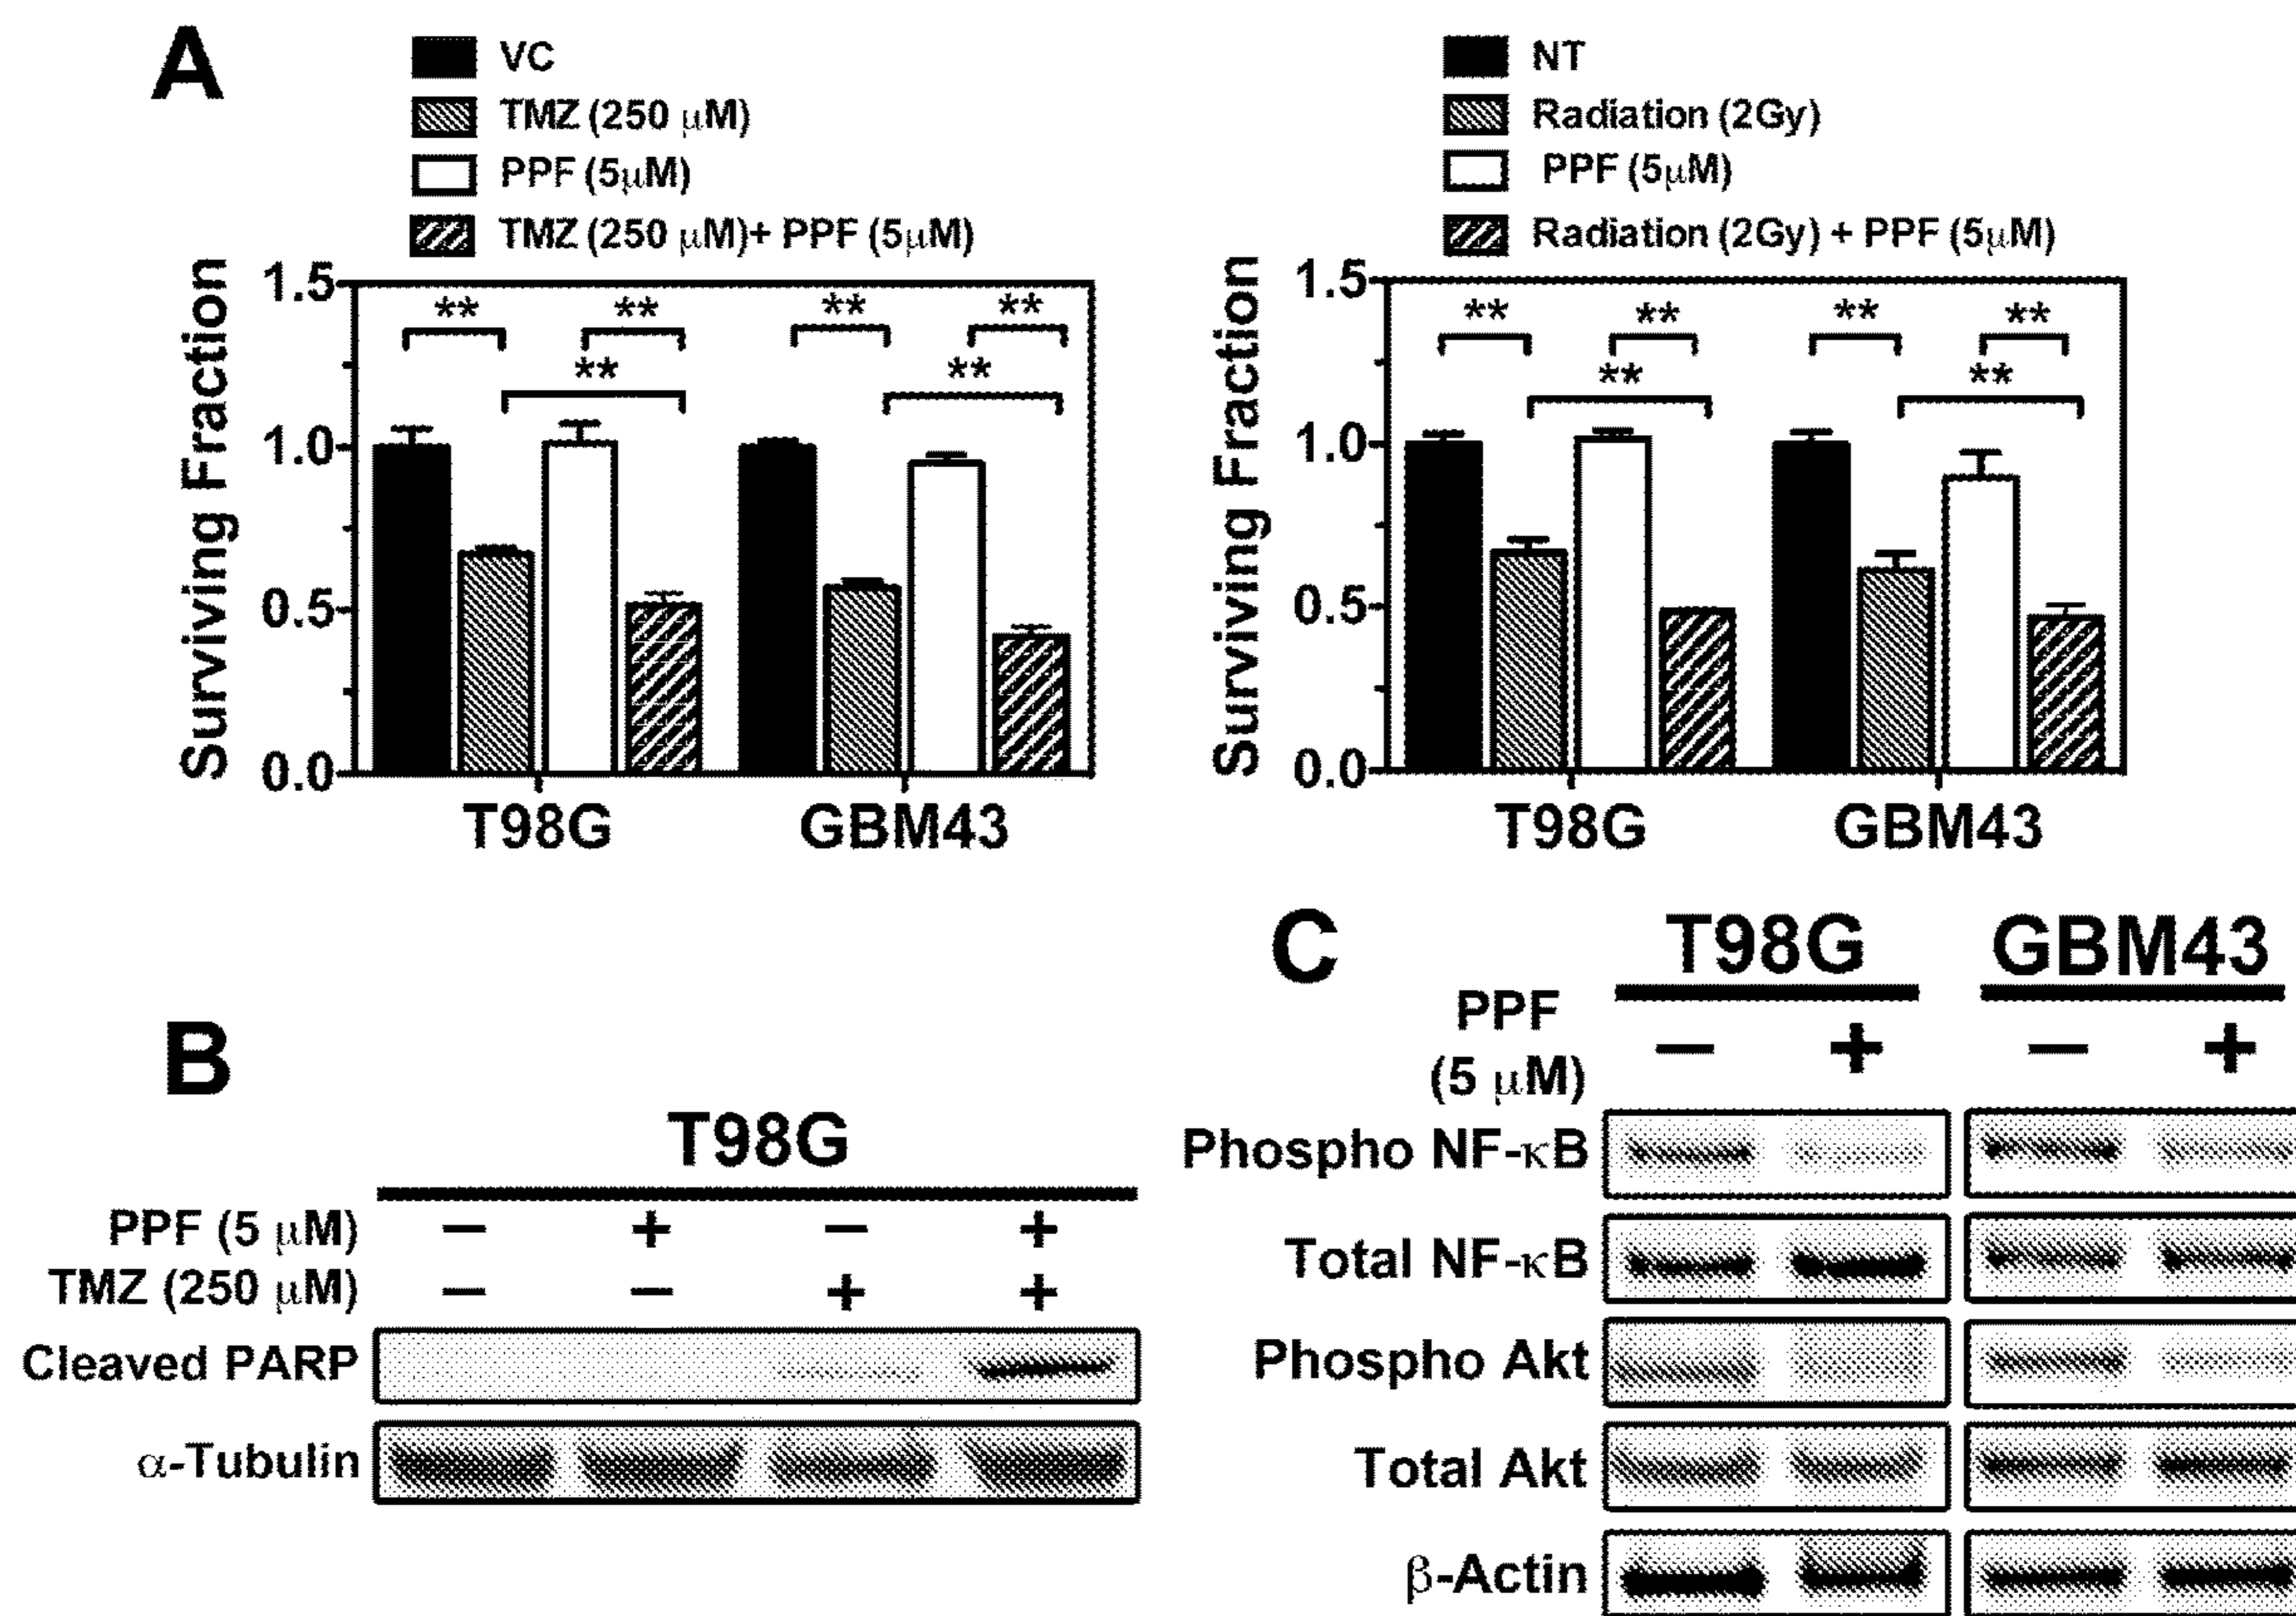 A
VC
TMZ (250 μM)
PPF (5μM)
TMZ (250 μM)+ PPF (5μM)
Surviving Fraction
1.5
1.0
0.5
0.0
** ** ** **
** **
T98G GBM43
NT
Radiation (2Gy)
PPF (5μM)
Radiation (2Gy) + PPF (5μM)
Surviving Fraction
1.5
1.0
0.5
0.0
** ** ** **
** **
T98G GBM43
B
T98G
PPF (5 μM) − + − +
TMZ (250 μM) − − + +
Cleaved PARP
α-Tubulin
C
T98G GBM43
PPF
(5 μM) − + − +
Phospho NF-κB
Total NF-κB
Phospho Akt
Total Akt
β-Actin